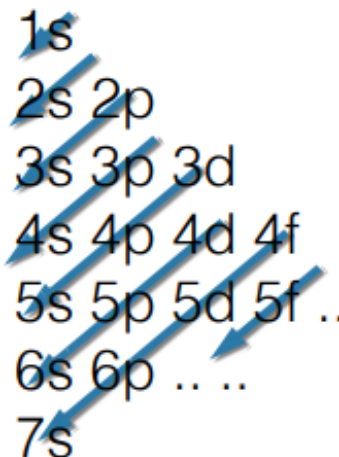 1s
2s 2p
3s 3p 3d
4s 4p 4d 4f
5s 5p 5d 5f ..
6s 6p .. ..
7s